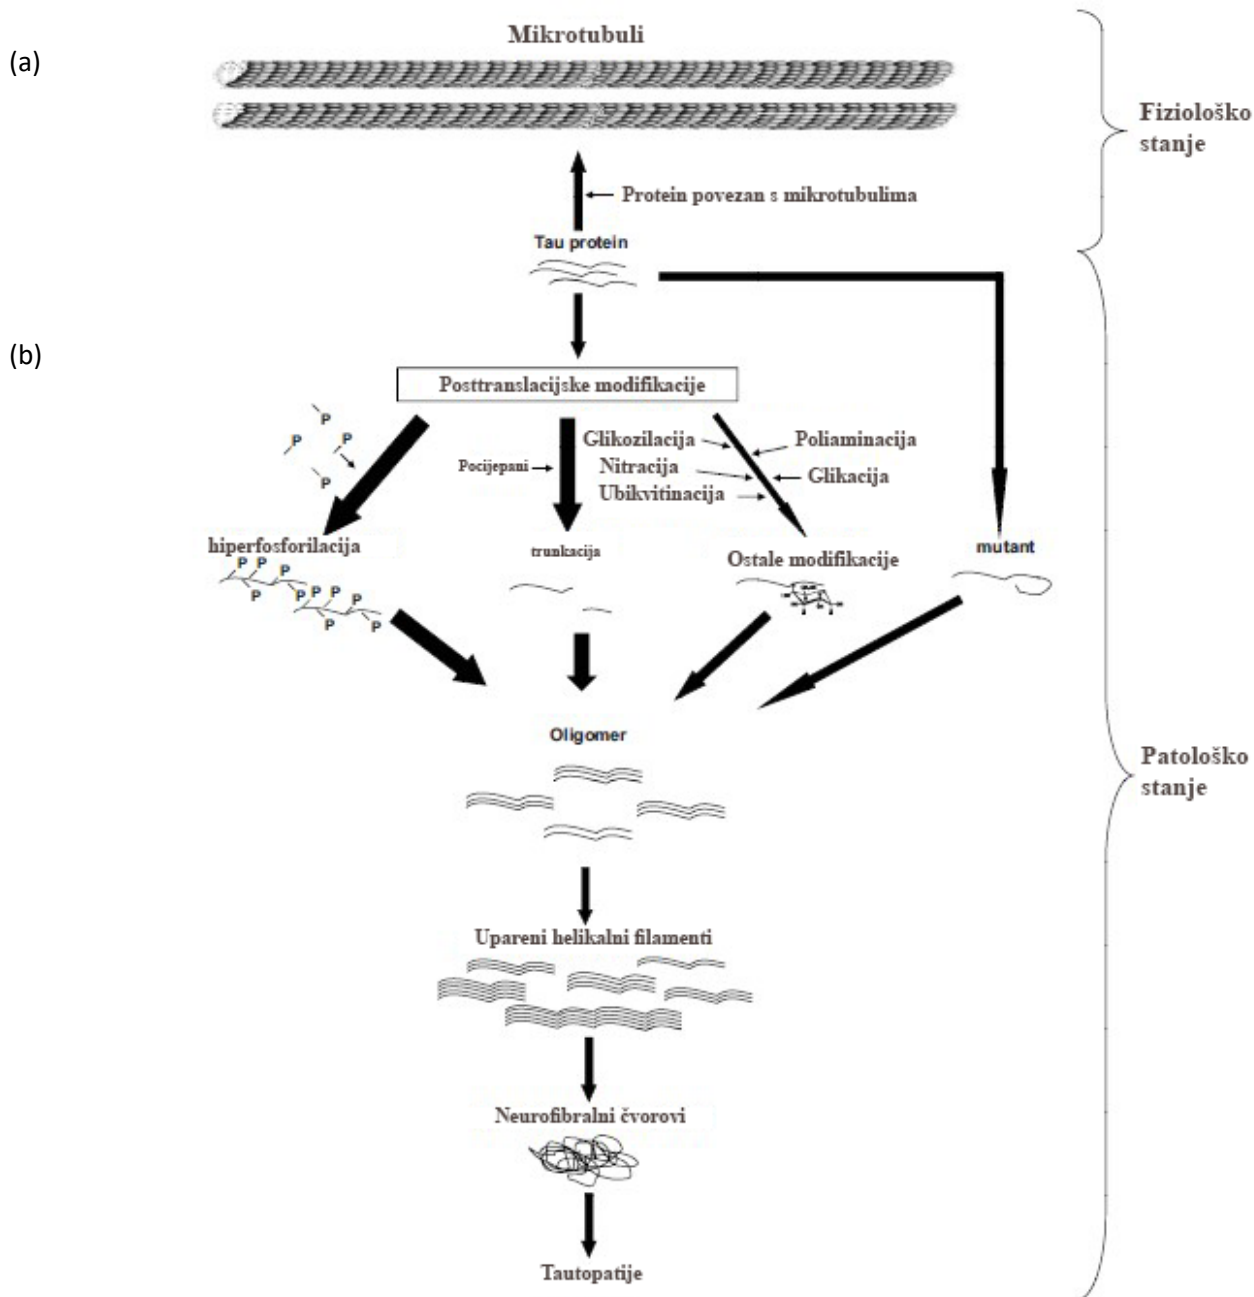 (a)
Mikrotubuli
Fiziološko
stanje
Protein povezan s mikrotubulima
Tau protein
(b)
Posttranslacijske modifikacije
P
P
P
P
Pocijepani
Glikozilacija
Poliaminacija
Nitracija
Glikacija
Ubikvitinacija
hiperfosforilacija
trunkacija
Ostale modifikacije
mutant
P P P
P P P P
P
P
P P
Oligomer
Patološko
stanje
Upareni helikalni filamenti
Neurofibralni čvorovi
Tautopatije